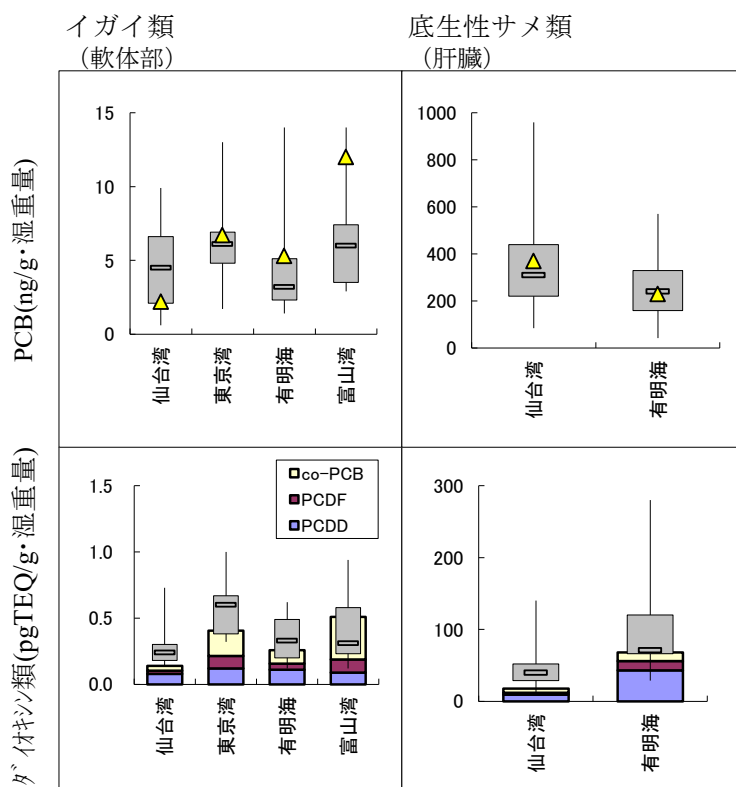 イガイ類
（軟体部）
底生性サメ類
（肝臓）
PCB(ng/g・湿重量)
15
10
5
0
仙台湾
東京湾
有明海
富山湾
1000
800
600
400
200
0
仙台湾
有明海
ダイオキシン類(pgTEQ/g・湿重量)
1.5
1.0
0.5
0.0
co-PCB
PCDF
PCDD
仙台湾
東京湾
有明海
富山湾
300
200
100
0
仙台湾
有明海